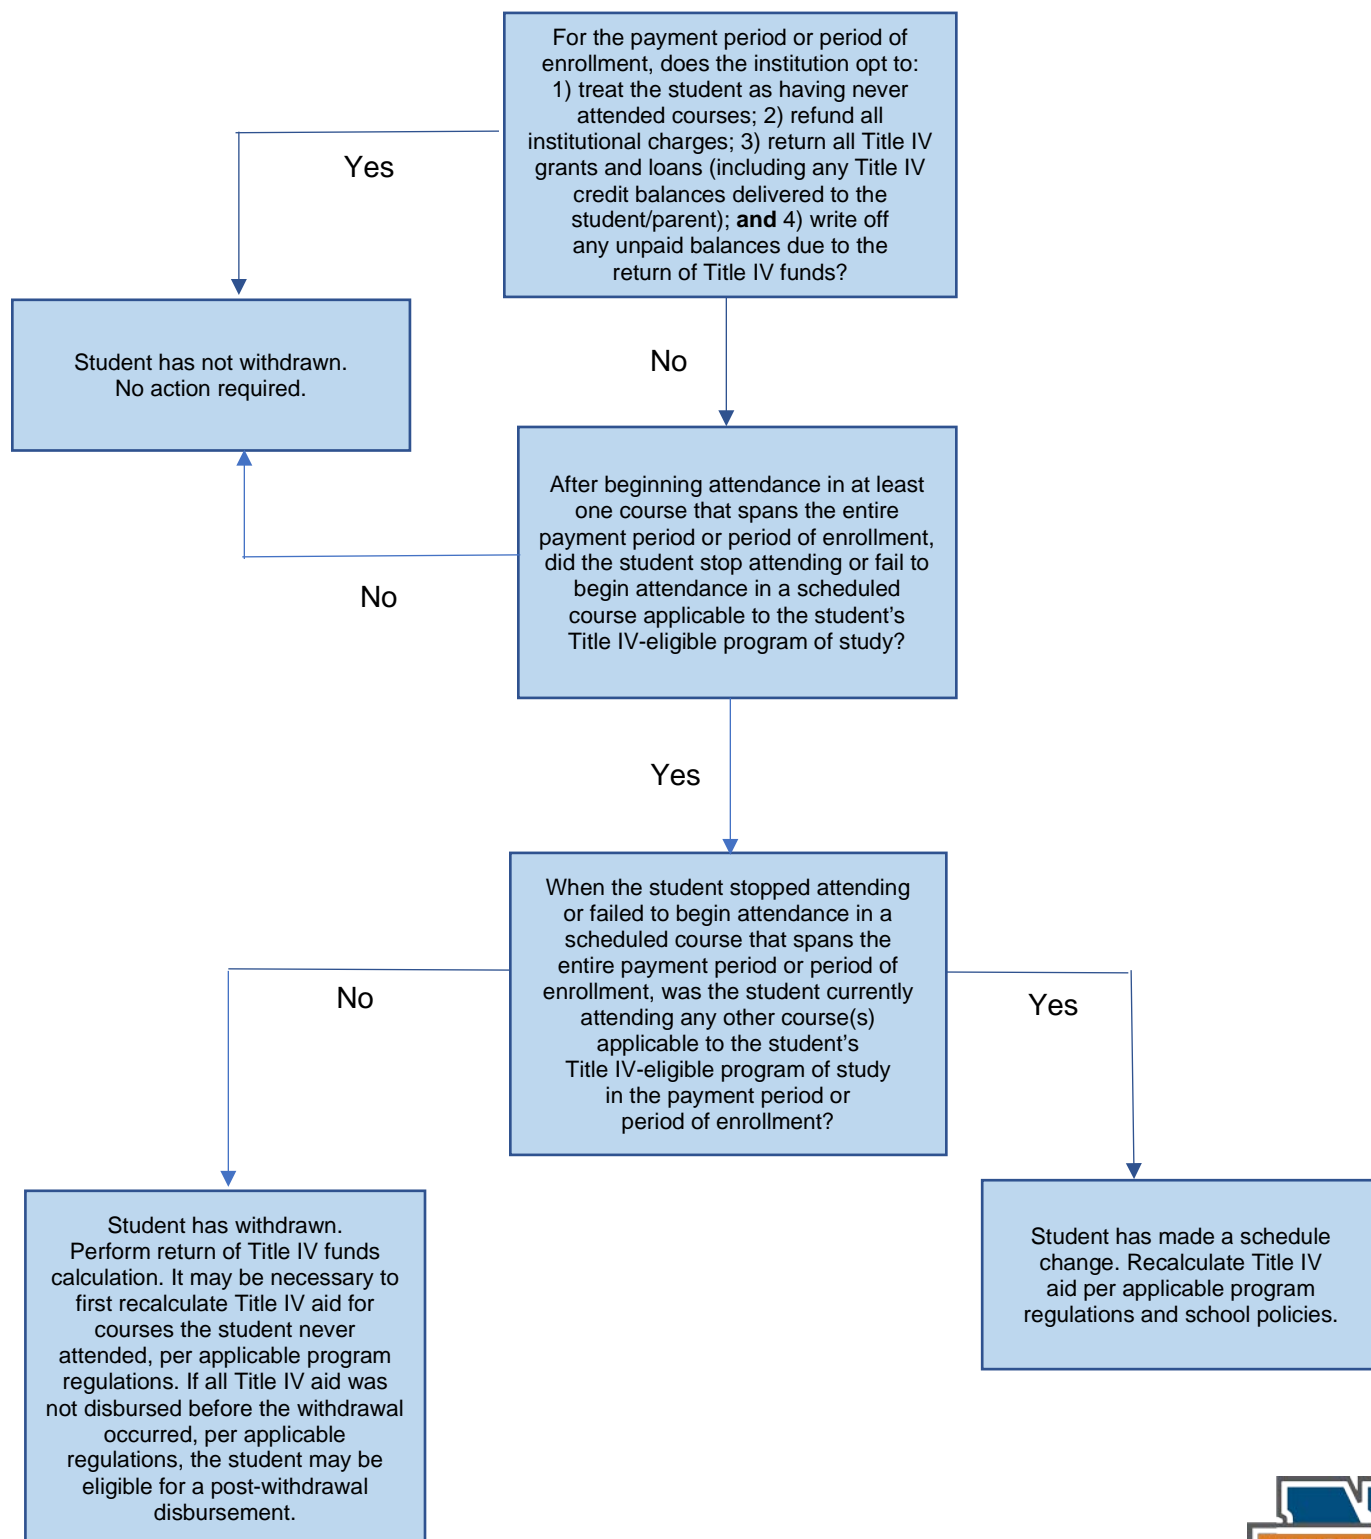 For the payment period or period of
enrollment, does the institution opt to:
1) treat the student as having never
attended courses; 2) refund all
institutional charges; 3) return all Title IV
grants and loans (including any Title IV
credit balances delivered to the
student/parent); and 4) write off
any unpaid balances due to the
return of Title IV funds?
Yes
Student has not withdrawn.
No action required.
No
After beginning attendance in at least
one course that spans the entire
payment period or period of enrollment,
did the student stop attending or fail to
begin attendance in a scheduled
course applicable to the student’s
Title IV-eligible program of study?
No
Yes
When the student stopped attending
or failed to begin attendance in a
scheduled course that spans the
entire payment period or period of
enrollment, was the student currently
attending any other course(s)
applicable to the student’s
Title IV-eligible program of study
in the payment period or
period of enrollment?
No
Yes
Student has withdrawn.
Perform return of Title IV funds
calculation. It may be necessary to
first recalculate Title IV aid for
courses the student never
attended, per applicable program
regulations. If all Title IV aid was
not disbursed before the withdrawal
occurred, per applicable
regulations, the student may be
eligible for a post-withdrawal
disbursement.
Student has made a schedule
change. Recalculate Title IV
aid per applicable program
regulations and school policies.